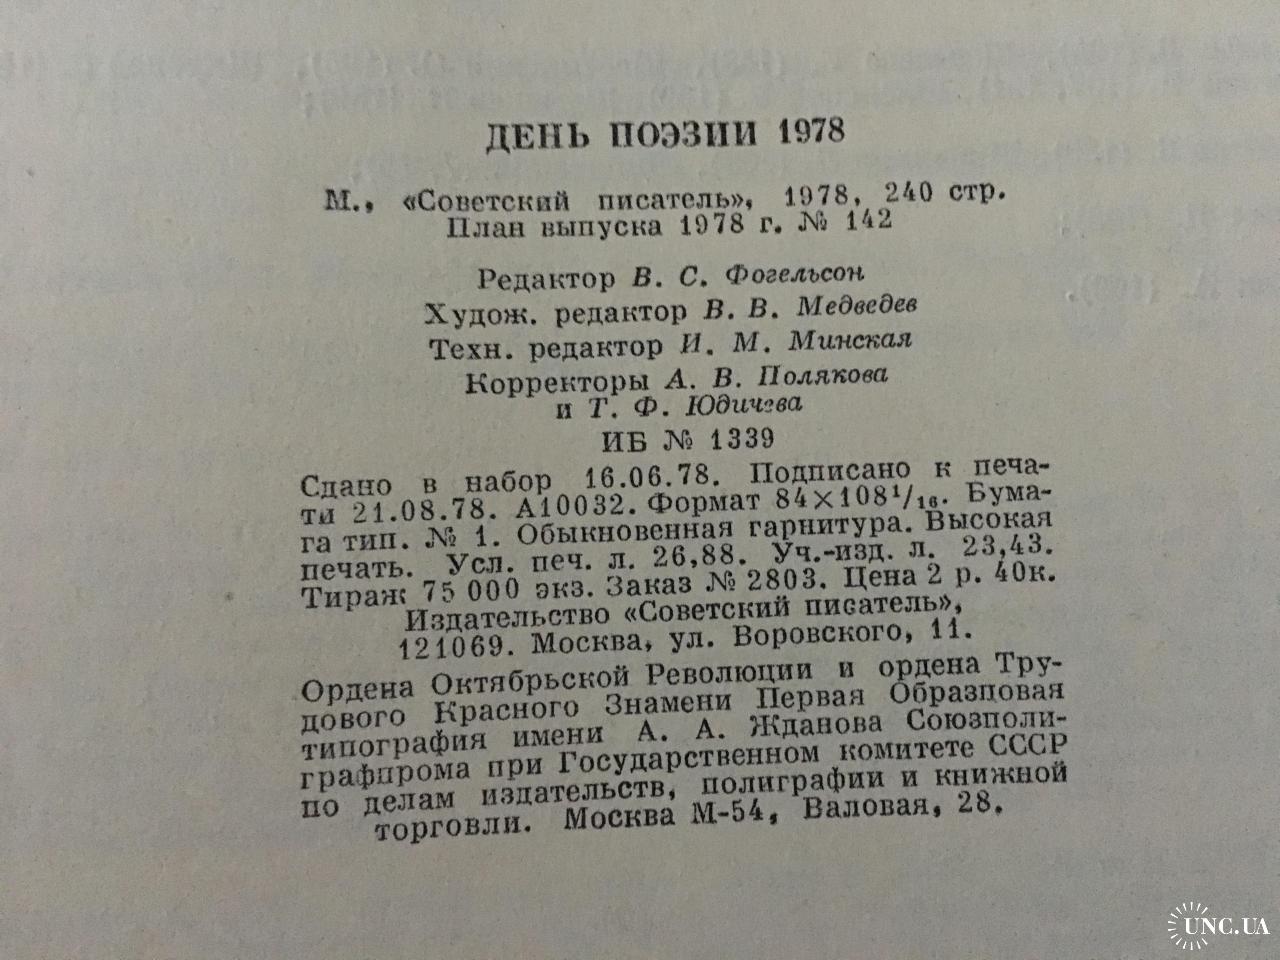 ДЕНЬ ПОЭЗИИ 1978
М., «Советский писатель», 1978, 240 стр.
План выпуска 1978 г. № 142
Редактор В. С. Фогельсон
Худож. редактор В. В. Медведев
Техн. редактор И. М. Минская
Корректоры А. В. Полякова
и Т. Ф. Юдичева
ИБ № 1339
Сдано в набор 16.06.78. Подписано к печа-
ти 21.08.78. А10032. Формат 84×108¹/₁₆. Бума-
га тип. № 1. Обыкновенная гарнитура. Высокая
печать. Усл. печ. л. 26,88. Уч.-изд. л. 23,43.
Тираж 75 000 экз. Заказ № 2803. Цена 2 р. 40к.
Издательство «Советский писатель»,
121069. Москва, ул. Воровского, 11.
Ордена Октябрьской Революции и ордена Тру-
дового Красного Знамени Первая Образцовая
типография имени А. А. Жданова Союзполи-
графпрома при Государственном комитете СССР
по делам издательств, полиграфии и книжной
торговли. Москва М-54, Валовая, 28.
UNC.UA